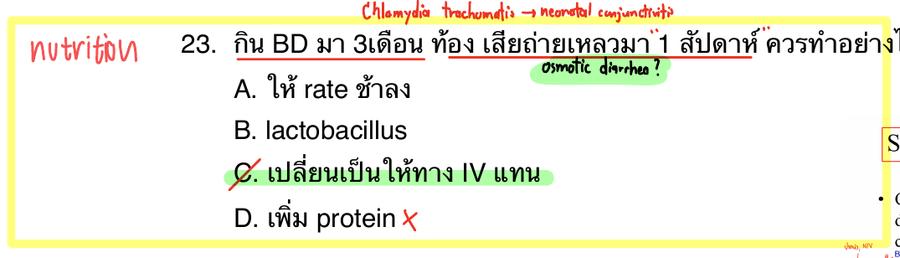 Chlamydia trachomatis → neonatal conjunctivitis
nutrition
23. กิน BD มา 3เดือน ท้อง เสียถ่ายเหลวมา "1 สัปดาห์" ควรทำอย่างไ
osmotic diarrhea?
A. ให้ rate ช้าลง
B. lactobacillus
C. เปลี่ยนเป็นให้ทาง IV แทน
D. เพิ่ม protein x
S